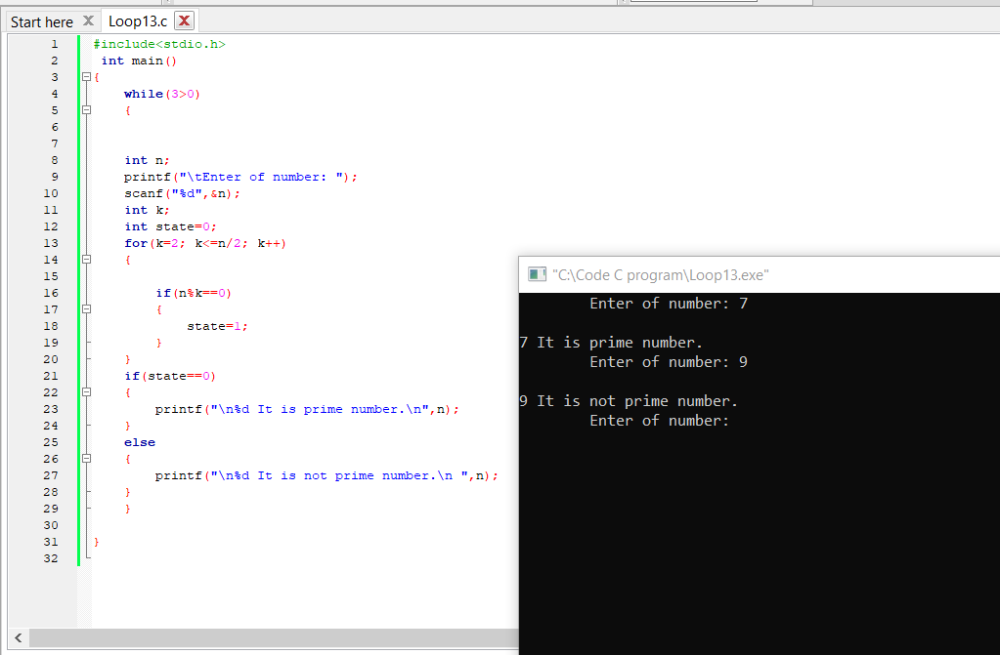 Start here X Loop13.c X
1 #include<stdio.h>
2 int main()
3 {
4 while(3>0)
5 {
6
7
8 int n;
9 printf("\tEnter of number: ");
10 scanf("%d",&n);
11 int k;
12 int state=0;
13 for(k=2; k<=n/2; k++)
14 {
15
16 if(n%k==0)
17 {
18 state=1;
19 }
20 }
21 if(state==0)
22 {
23 printf("\n%d It is prime number.\n",n);
24 }
25 else
26 {
27 printf("\n%d It is not prime number.\n ",n);
28 }
29 }
30
31 }
32
"C:\Code C program\Loop13.exe"
Enter of number: 7
7 It is prime number.
Enter of number: 9
9 It is not prime number.
Enter of number: